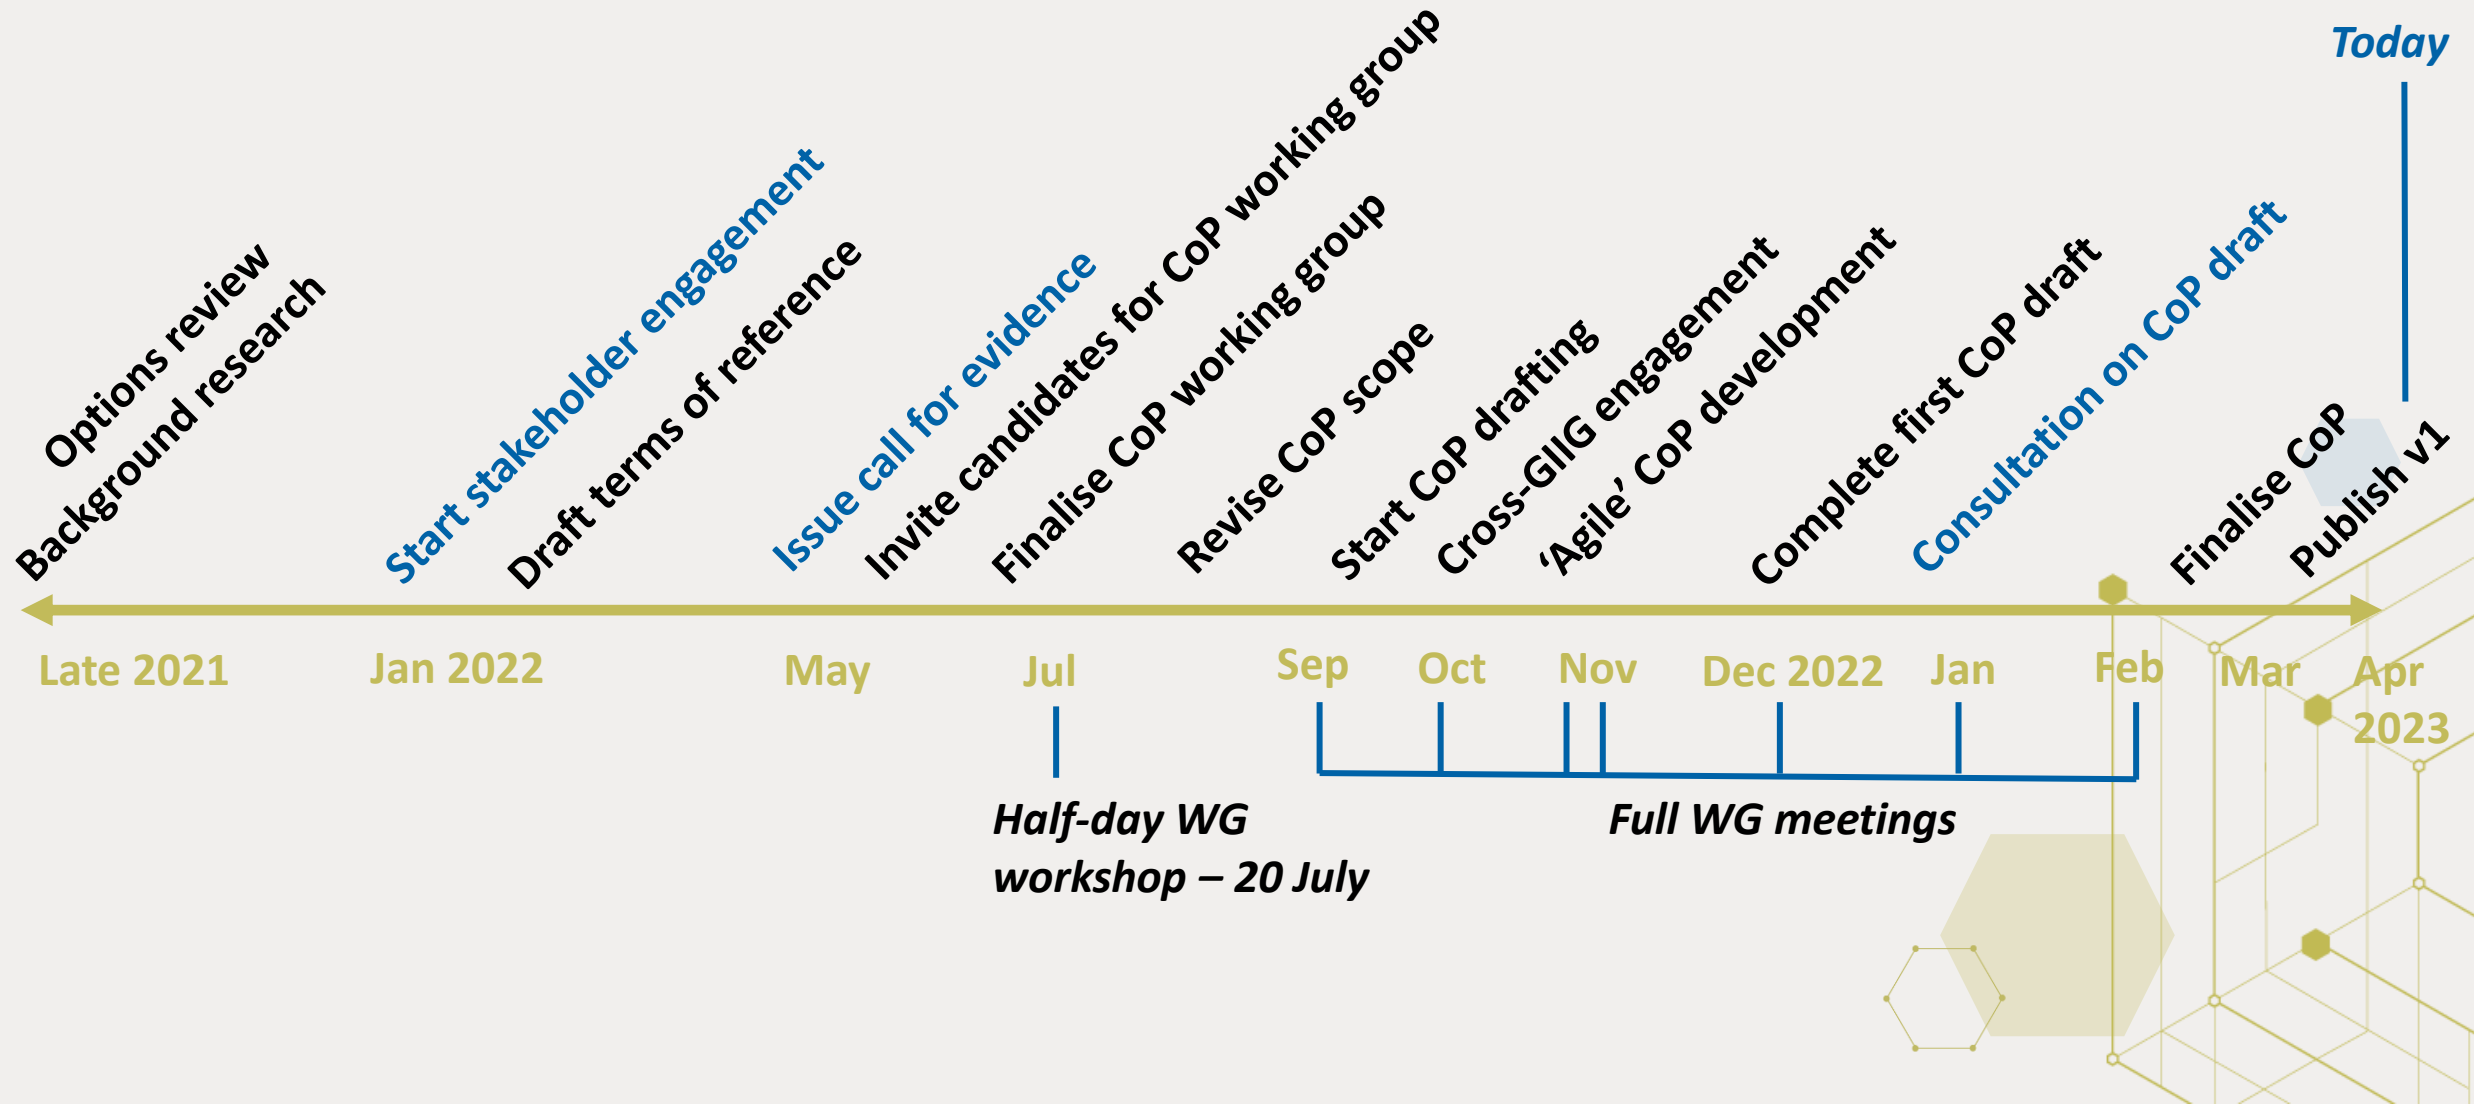 Today
Options review
Background research
Start stakeholder engagement
Draft terms of reference
Issue call for evidence
Invite candidates for CoP working group
Finalise CoP working group
Revise CoP scope
Start CoP drafting
Cross-GIIG engagement
‘Agile’ CoP development
Complete first CoP draft
Consultation on CoP draft
Finalise CoP
Publish v1
Late 2021
Jan 2022
May
Jul
Sep
Oct
Nov
Dec 2022
Jan
Feb
Mar
Apr
2023
Half-day WG
workshop – 20 July
Full WG meetings